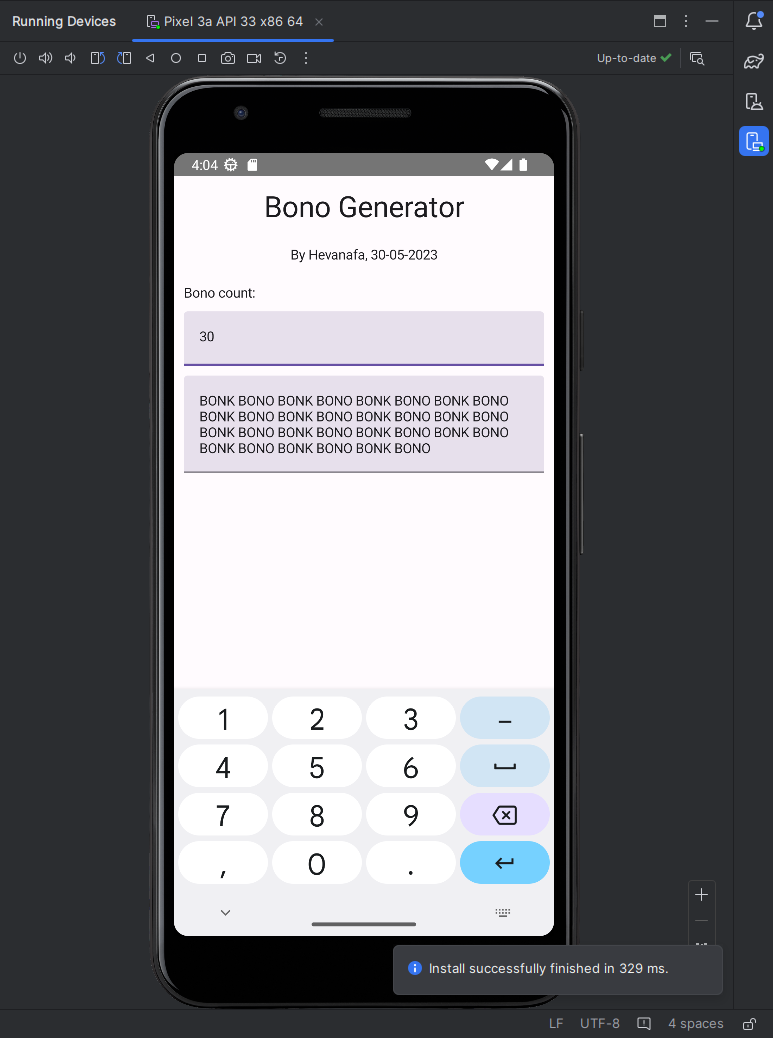 Running Devices
Pixel 3a API 33 x86 64
Up-to-date
4:04
Bono Generator
By Hevanafa, 30-05-2023
Bono count:
30
BONK BONO BONK BONO BONK BONO BONK BONO
BONK BONO BONK BONO BONK BONO BONK BONO
BONK BONO BONK BONO BONK BONO BONK BONO
BONK BONO BONK BONO BONK BONO
1 2 3 –
4 5 6
7 8 9
, 0 .
Install successfully finished in 329 ms.
LF UTF-8 4 spaces